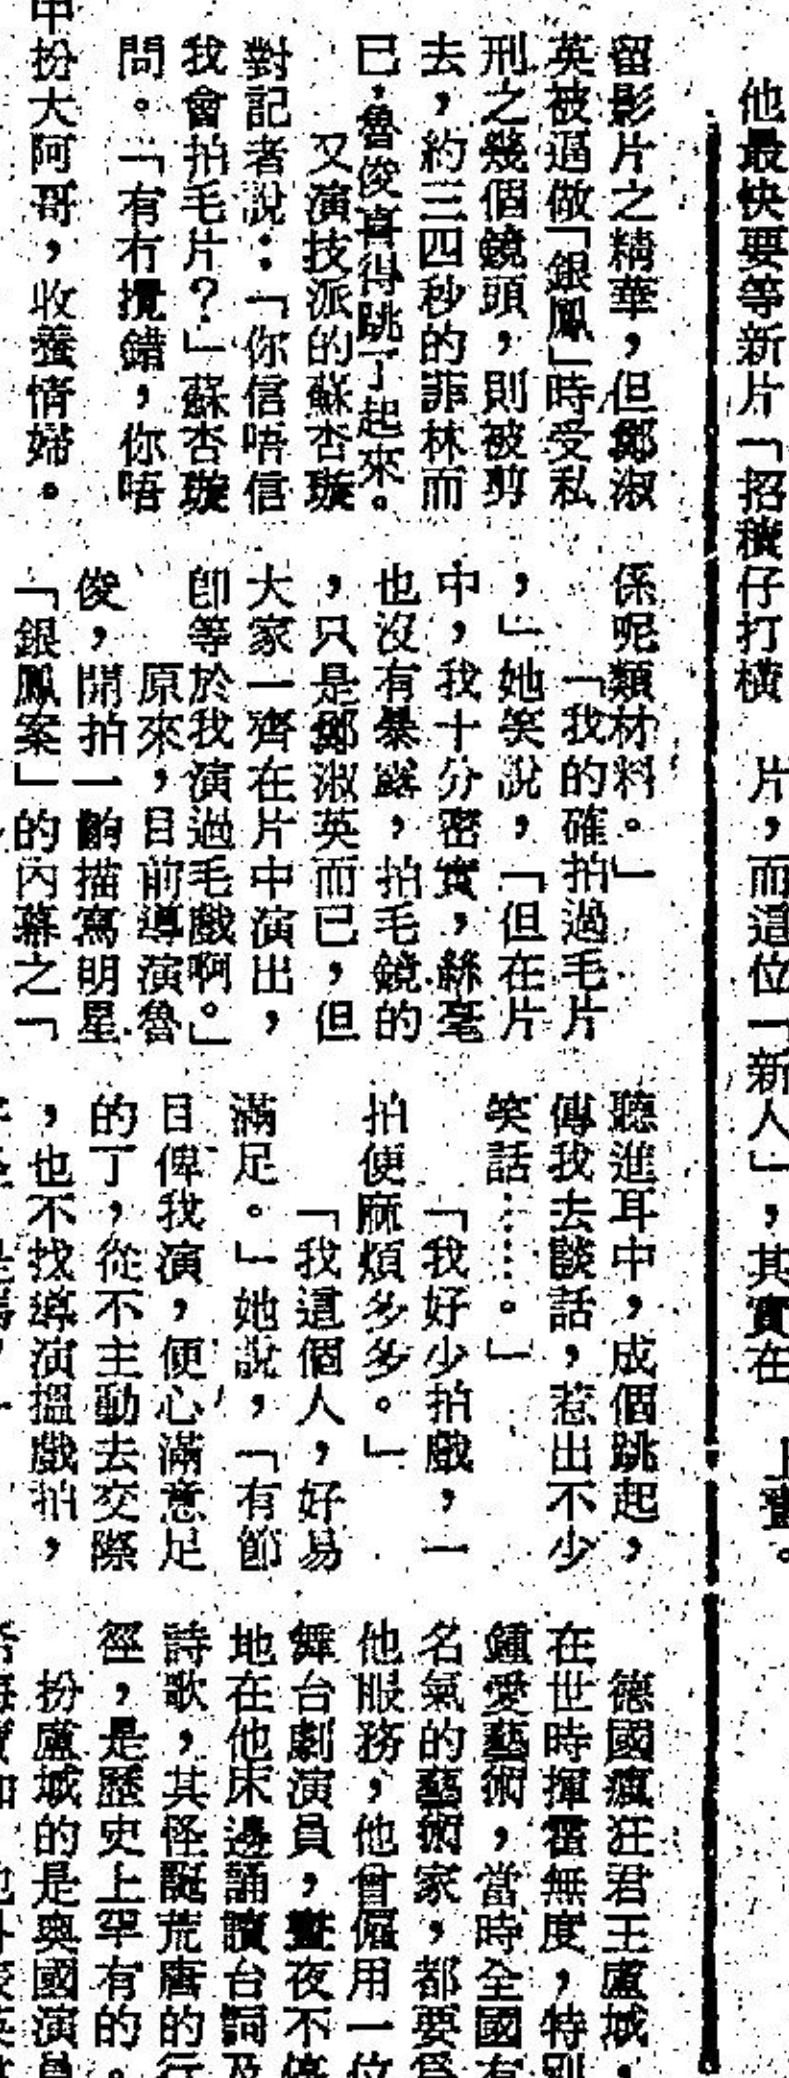 他最快要等新片「招積仔打橫
片，而這位「新人」，其實在
上畫。
留影片之精華，但鄭淑
英被逼做「銀鳳」時受私
刑之幾個鏡頭，則被剪
去，約三四秒的菲林而
已，魯俊喜得跳了起來。
又演技派的蘇杏璇
對記者說：「你信唔信
我會拍毛片？」蘇杏璇
問。「有冇攪錯，你唔
扮大阿哥，收養情婦。
係呢類材料。」
「我的確拍過毛片
，」她笑說，「但在片
中，我十分密實，絲毫
也沒有暴露，拍毛鏡的
，只是鄭淑英而已，但
大家一齊在片中演出，
即等於我演過毛戲啊。」
原來，目前導演魯
俊，開拍一齣描寫明星
「銀鳳案」的內幕之「
聽進耳中，成個跳起，
傳我去談話，惹出不少
笑話……。」
「我好少拍戲，一
拍便麻煩多多。」
「我這個人，好易
滿足。」她說，「有節
目俾我演，便心滿意足
的了，從不主動去交際
，也不找導演搵戲拍，
德國瘋狂君王盧城，
在世時揮霍無度，特別
鍾愛藝術，當時全國有
名氣的藝術家，都要為
他服務，他曾僱用一位
舞台劇演員，晝夜不停
地在他床邊誦讀台詞及
詩歌，其怪誕荒唐的行
徑，是歷史上罕有的。
扮盧城的是奧國演員